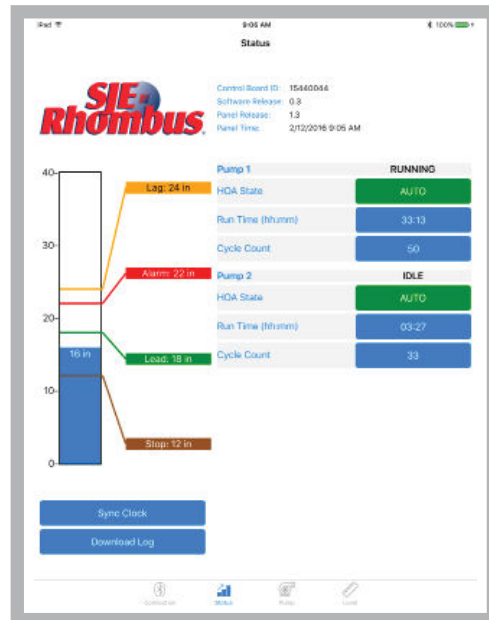 iPad
9:05 AM
100%
Status
SJE
Rhombus.
Control Board ID: 15440044
Software Release: 0.3
Panel Release: 1.3
Panel Time: 2/12/2016 9:05 AM
Pump 1 RUNNING
HOA State AUTO
Run Time (hh:mm) 33:13
Cycle Count 50
Pump 2 IDLE
HOA State AUTO
Run Time (hh:mm) 03:27
Cycle Count 33
40
30
20
10
0
Lag: 24 in
Alarm: 22 in
16 in
Lead: 18 in
Stop: 12 in
Sync Clock
Download Log
Connection
Status
Pump
Level